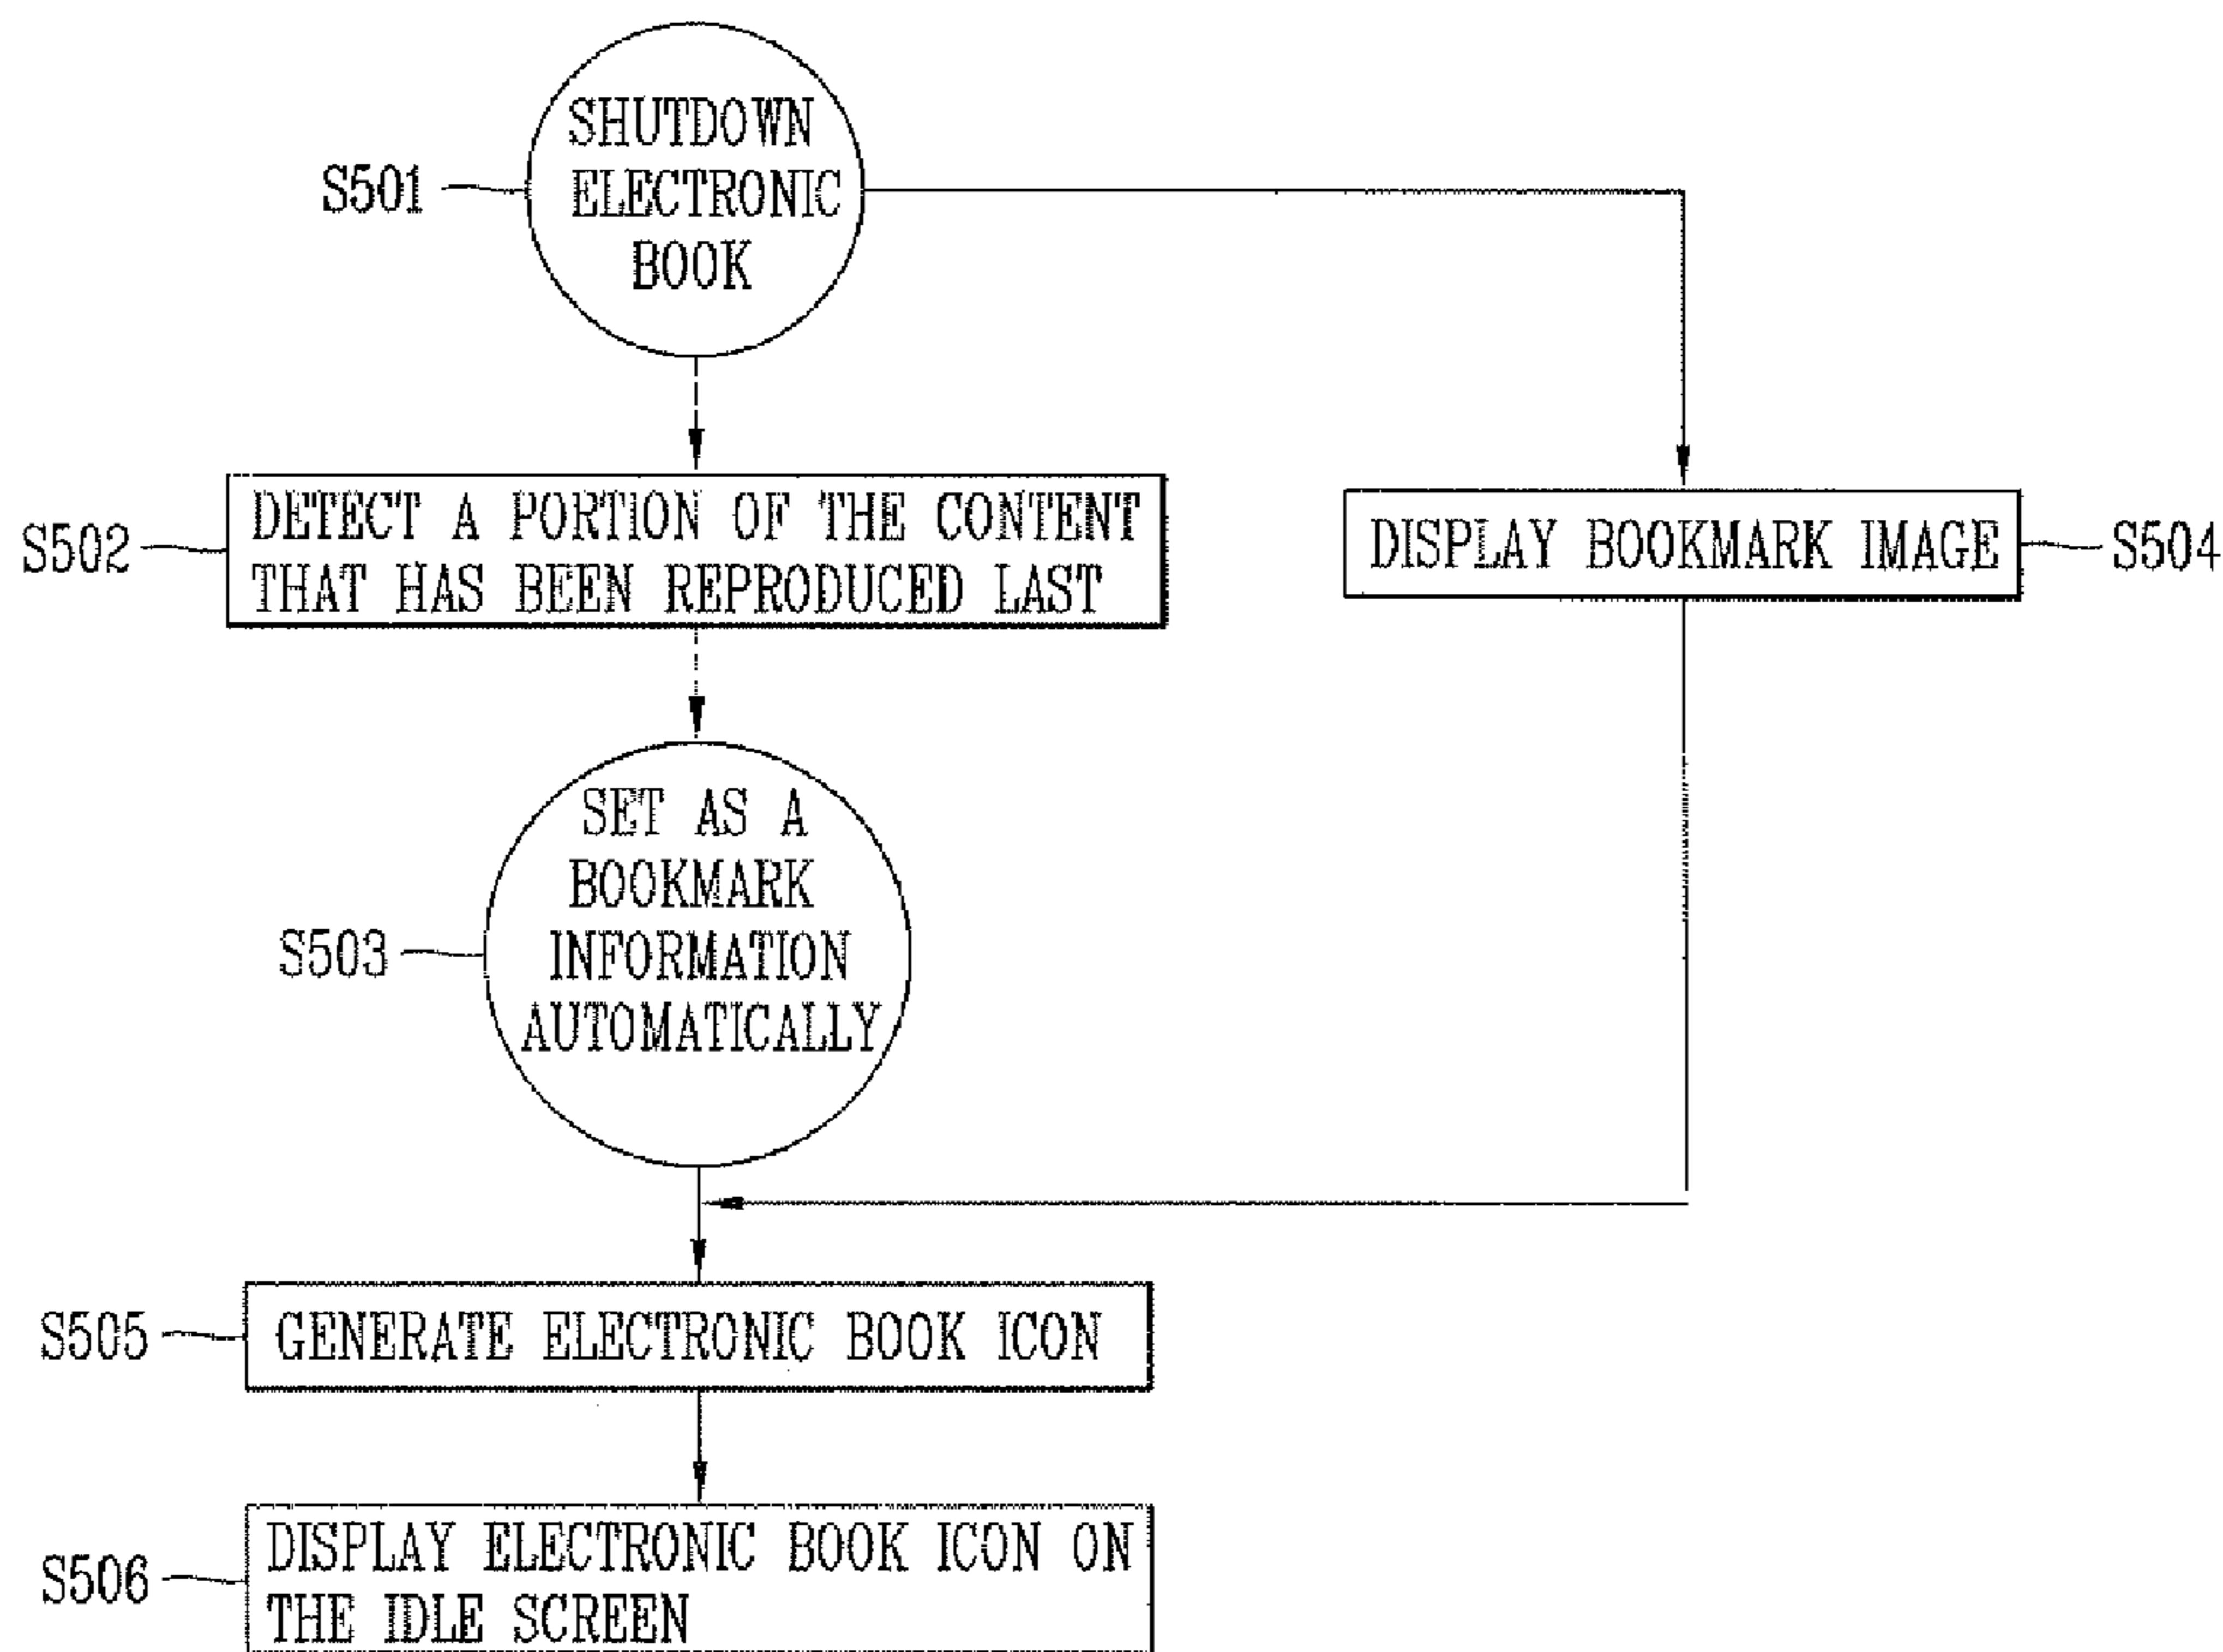 S501
SHUTDOWN
ELECTRONIC
BOOK
S502
DETECT A PORTION OF THE CONTENT
THAT HAS BEEN REPRODUCED LAST
DISPLAY BOOKMARK IMAGE
S504
S503
SET AS A
BOOKMARK
INFORMATION
AUTOMATICALLY
S505
GENERATE ELECTRONIC BOOK ICON
S506
DISPLAY ELECTRONIC BOOK ICON ON
THE IDLE SCREEN